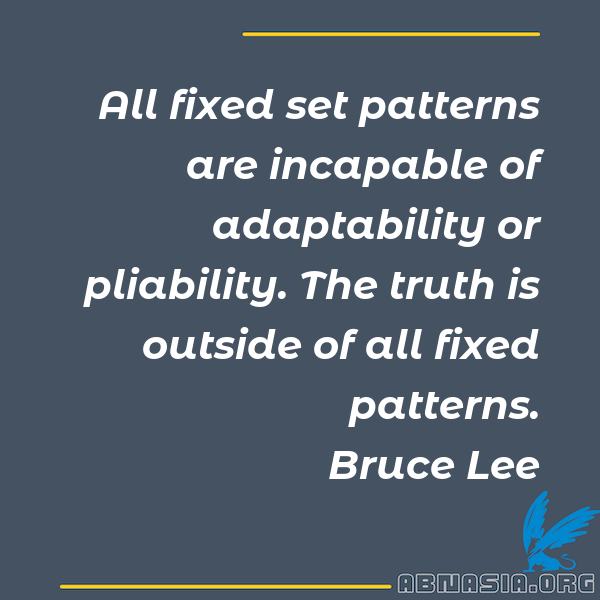 All fixed set patterns
are incapable of
adaptability or
pliability. The truth is
outside of all fixed
patterns.
Bruce Lee
ABNASIA.ORG